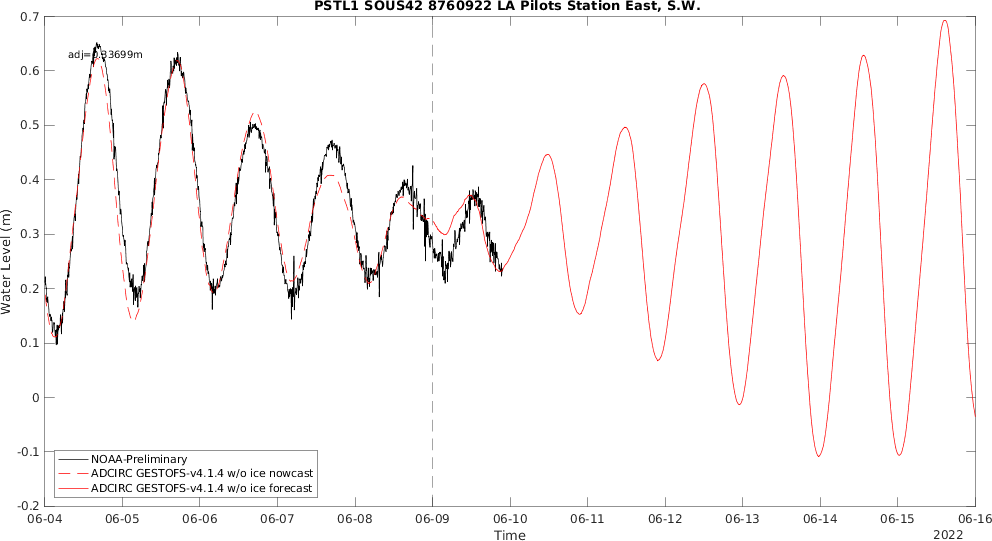 PSTL1 SOUS42 8760922 LA Pilots Station East, S.W.
adj=0.33699m
Water Level (m)
0.7
0.6
0.5
0.4
0.3
0.2
0.1
0
-0.1
-0.2
NOAA-Preliminary
ADCIRC GESTOFS-v4.1.4 w/o ice nowcast
ADCIRC GESTOFS-v4.1.4 w/o ice forecast
06-04 06-05 06-06 06-07 06-08 06-09 06-10 06-11 06-12 06-13 06-14 06-15 06-16
Time
2022